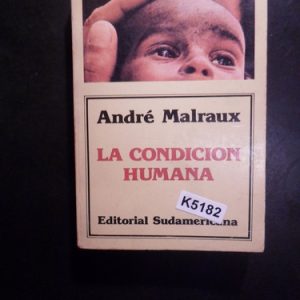 André Malraux
LA CONDICION
HUMANA
K5182
Editorial Sudamericana